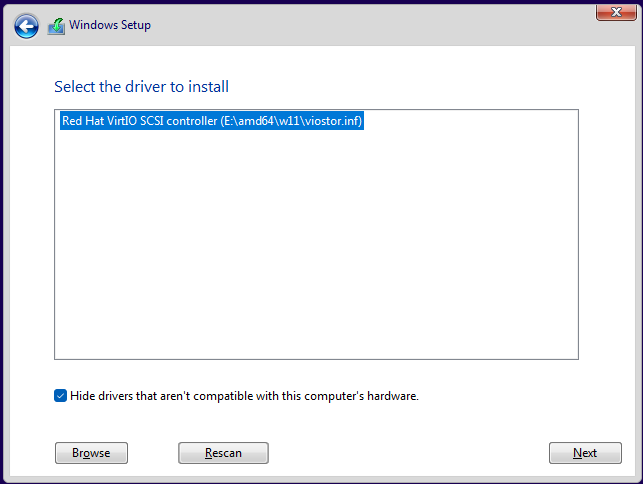 Windows Setup
Select the driver to install
Red Hat VirtIO SCSI controller (E:\amd64\w11\viostor.inf)
Hide drivers that aren't compatible with this computer's hardware.
Browse
Rescan
Next